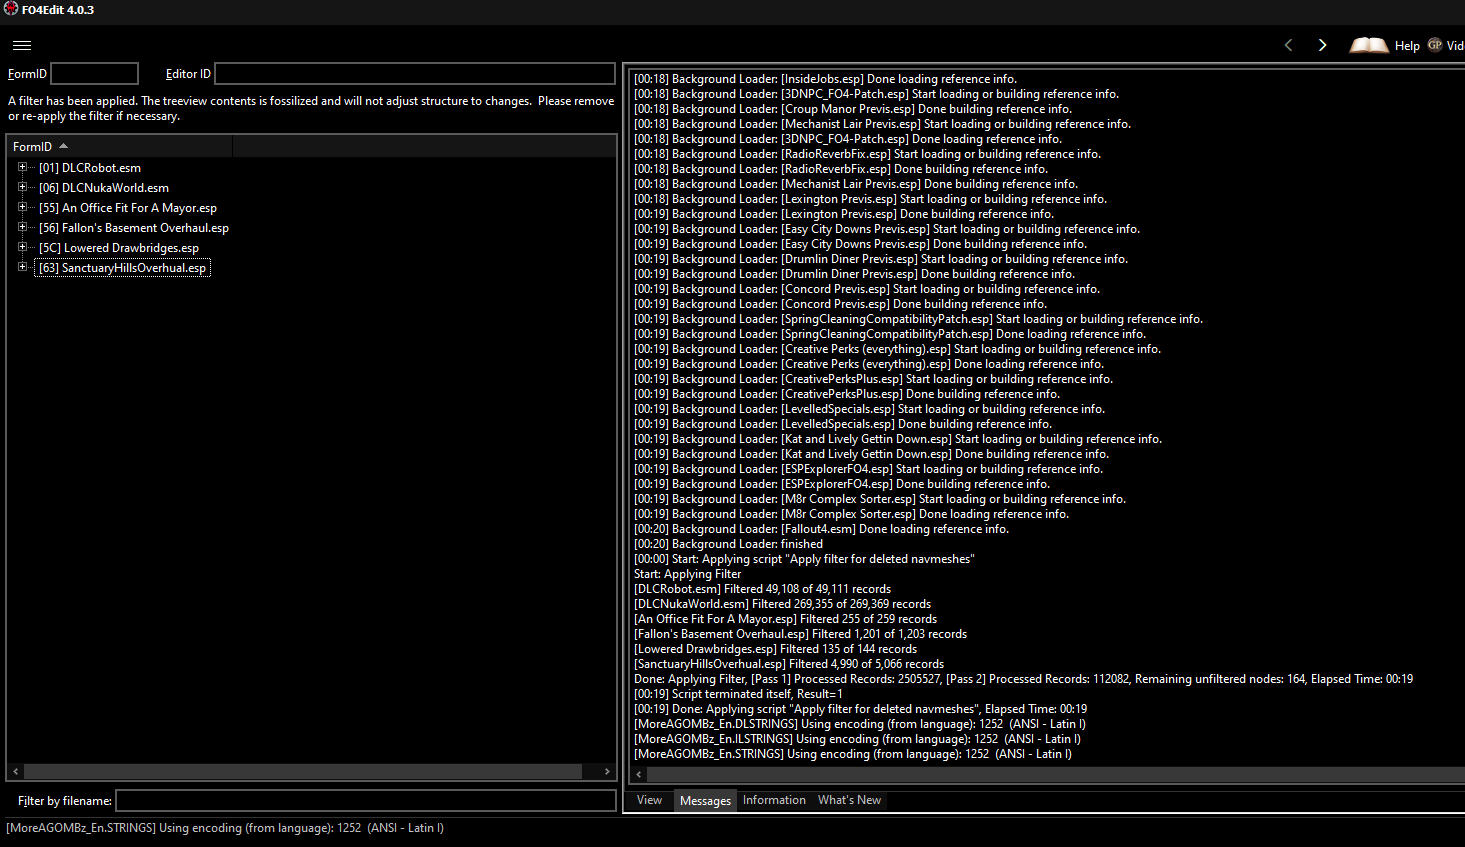 FO4Edit 4.0.3
Help GP Vid
FormID Editor ID
A filter has been applied. The treeview contents is fossilized and will not adjust structure to changes.  Please remove
or re-apply the filter if necessary.
FormID
[01] DLCRobot.esm
[06] DLCNukaWorld.esm
[55] An Office Fit For A Mayor.esp
[56] Fallon's Basement Overhaul.esp
[5C] Lowered Drawbridges.esp
[63] SanctuaryHillsOverhual.esp
Filter by filename:
[00:18] Background Loader: [InsideJobs.esp] Done loading reference info.
[00:18] Background Loader: [3DNPC_FO4-Patch.esp] Start loading or building reference info.
[00:18] Background Loader: [Croup Manor Previs.esp] Done building reference info.
[00:18] Background Loader: [Mechanist Lair Previs.esp] Start loading or building reference info.
[00:18] Background Loader: [3DNPC_FO4-Patch.esp] Done loading reference info.
[00:18] Background Loader: [RadioReverbFix.esp] Start loading or building reference info.
[00:18] Background Loader: [RadioReverbFix.esp] Done building reference info.
[00:18] Background Loader: [Mechanist Lair Previs.esp] Done building reference info.
[00:18] Background Loader: [Lexington Previs.esp] Start loading or building reference info.
[00:19] Background Loader: [Lexington Previs.esp] Done building reference info.
[00:19] Background Loader: [Easy City Downs Previs.esp] Start loading or building reference info.
[00:19] Background Loader: [Easy City Downs Previs.esp] Done building reference info.
[00:19] Background Loader: [Drumlin Diner Previs.esp] Start loading or building reference info.
[00:19] Background Loader: [Drumlin Diner Previs.esp] Done building reference info.
[00:19] Background Loader: [Concord Previs.esp] Start loading or building reference info.
[00:19] Background Loader: [Concord Previs.esp] Done building reference info.
[00:19] Background Loader: [SpringCleaningCompatibilityPatch.esp] Start loading or building reference info.
[00:19] Background Loader: [SpringCleaningCompatibilityPatch.esp] Done loading reference info.
[00:19] Background Loader: [Creative Perks (everything).esp] Start loading or building reference info.
[00:19] Background Loader: [Creative Perks (everything).esp] Done loading reference info.
[00:19] Background Loader: [CreativePerksPlus.esp] Start loading or building reference info.
[00:19] Background Loader: [CreativePerksPlus.esp] Done building reference info.
[00:19] Background Loader: [LevelledSpecials.esp] Start loading or building reference info.
[00:19] Background Loader: [LevelledSpecials.esp] Done building reference info.
[00:19] Background Loader: [Kat and Lively Gettin Down.esp] Start loading or building reference info.
[00:19] Background Loader: [Kat and Lively Gettin Down.esp] Done building reference info.
[00:19] Background Loader: [ESPExplorerFO4.esp] Start loading or building reference info.
[00:19] Background Loader: [ESPExplorerFO4.esp] Done building reference info.
[00:19] Background Loader: [M8r Complex Sorter.esp] Start loading or building reference info.
[00:19] Background Loader: [M8r Complex Sorter.esp] Done building reference info.
[00:20] Background Loader: [Fallout4.esm] Done loading reference info.
[00:20] Background Loader: finished
[00:00] Start: Applying script "Apply filter for deleted navmeshes"
Start: Applying Filter
[DLCRobot.esm] Filtered 49,108 of 49,111 records
[DLCNukaWorld.esm] Filtered 269,355 of 269,369 records
[An Office Fit For A Mayor.esp] Filtered 255 of 259 records
[Fallon's Basement Overhaul.esp] Filtered 1,201 of 1,203 records
[Lowered Drawbridges.esp] Filtered 135 of 144 records
[SanctuaryHillsOverhual.esp] Filtered 4,990 of 5,066 records
Done: Applying Filter, [Pass 1] Processed Records: 2505527, [Pass 2] Processed Records: 112082, Remaining unfiltered nodes: 164, Elapsed Time: 00:19
[00:19] Script terminated itself, Result=1
[00:19] Done: Applying script "Apply filter for deleted navmeshes", Elapsed Time: 00:19
[MoreAGOMBz_En.DLSTRINGS] Using encoding (from language): 1252  (ANSI - Latin I)
[MoreAGOMBz_En.ILSTRINGS] Using encoding (from language): 1252  (ANSI - Latin I)
[MoreAGOMBz_En.STRINGS] Using encoding (from language): 1252  (ANSI - Latin I)
View Messages Information What's New
[MoreAGOMBz_En.STRINGS] Using encoding (from language): 1252  (ANSI - Latin I)